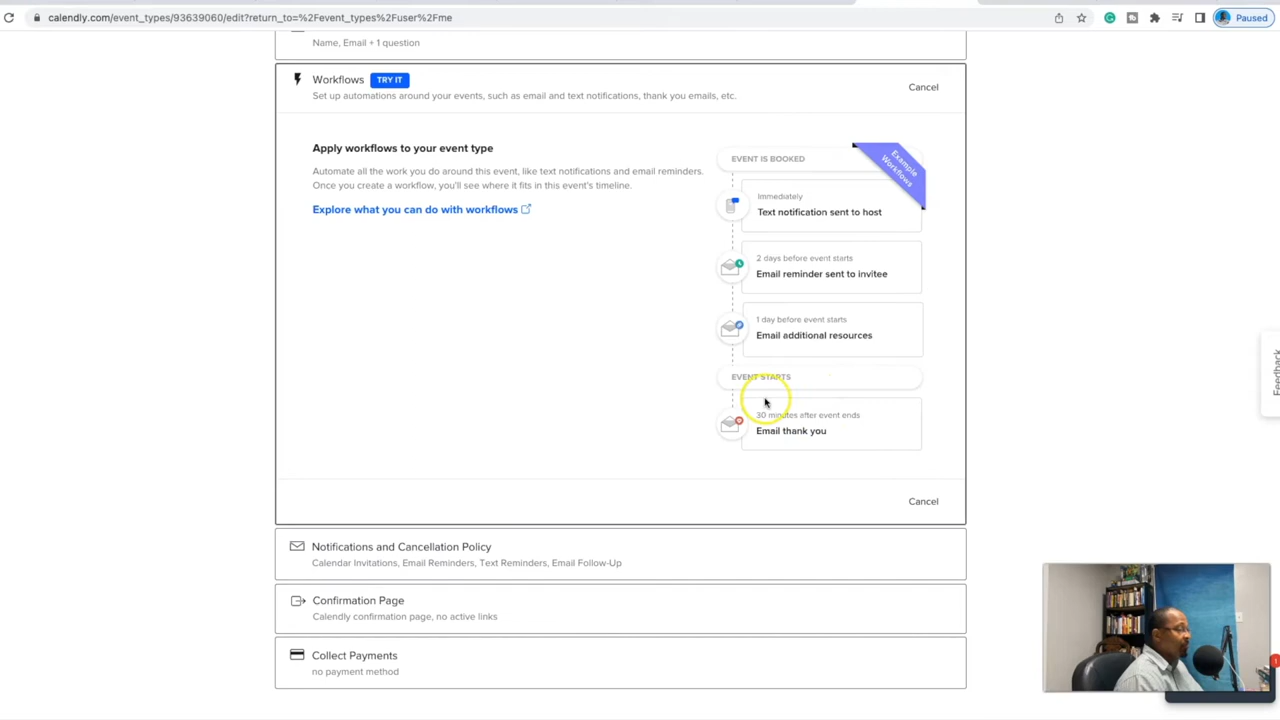 calendly.com/event_types/93639060/edit?return_to=%2Fevent_types%2Fuser%2Fme
Paused
Name, Email + 1 question
Workflows TRY IT
Set up automations around your events, such as email and text notifications, thank you emails, etc.
Cancel
Apply workflows to your event type
Automate all the work you do around this event, like text notifications and email reminders.
Once you create a workflow, you'll see where it fits in this event's timeline.
Explore what you can do with workflows
EVENT IS BOOKED
Example
Workflows
Immediately
Text notification sent to host
2 days before event starts
Email reminder sent to invitee
1 day before event starts
Email additional resources
EVENT STARTS
30 minutes after event ends
Email thank you
Cancel
Notifications and Cancellation Policy
Calendar Invitations, Email Reminders, Text Reminders, Email Follow-Up
Confirmation Page
Calendly confirmation page, no active links
Collect Payments
no payment method
Feedback
1